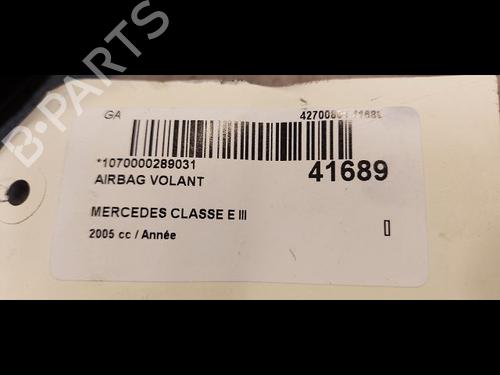 B-PARTS
GA
*1070000289031
41689
AIRBAG VOLANT
MERCEDES CLASSE E III
2005 cc / Année